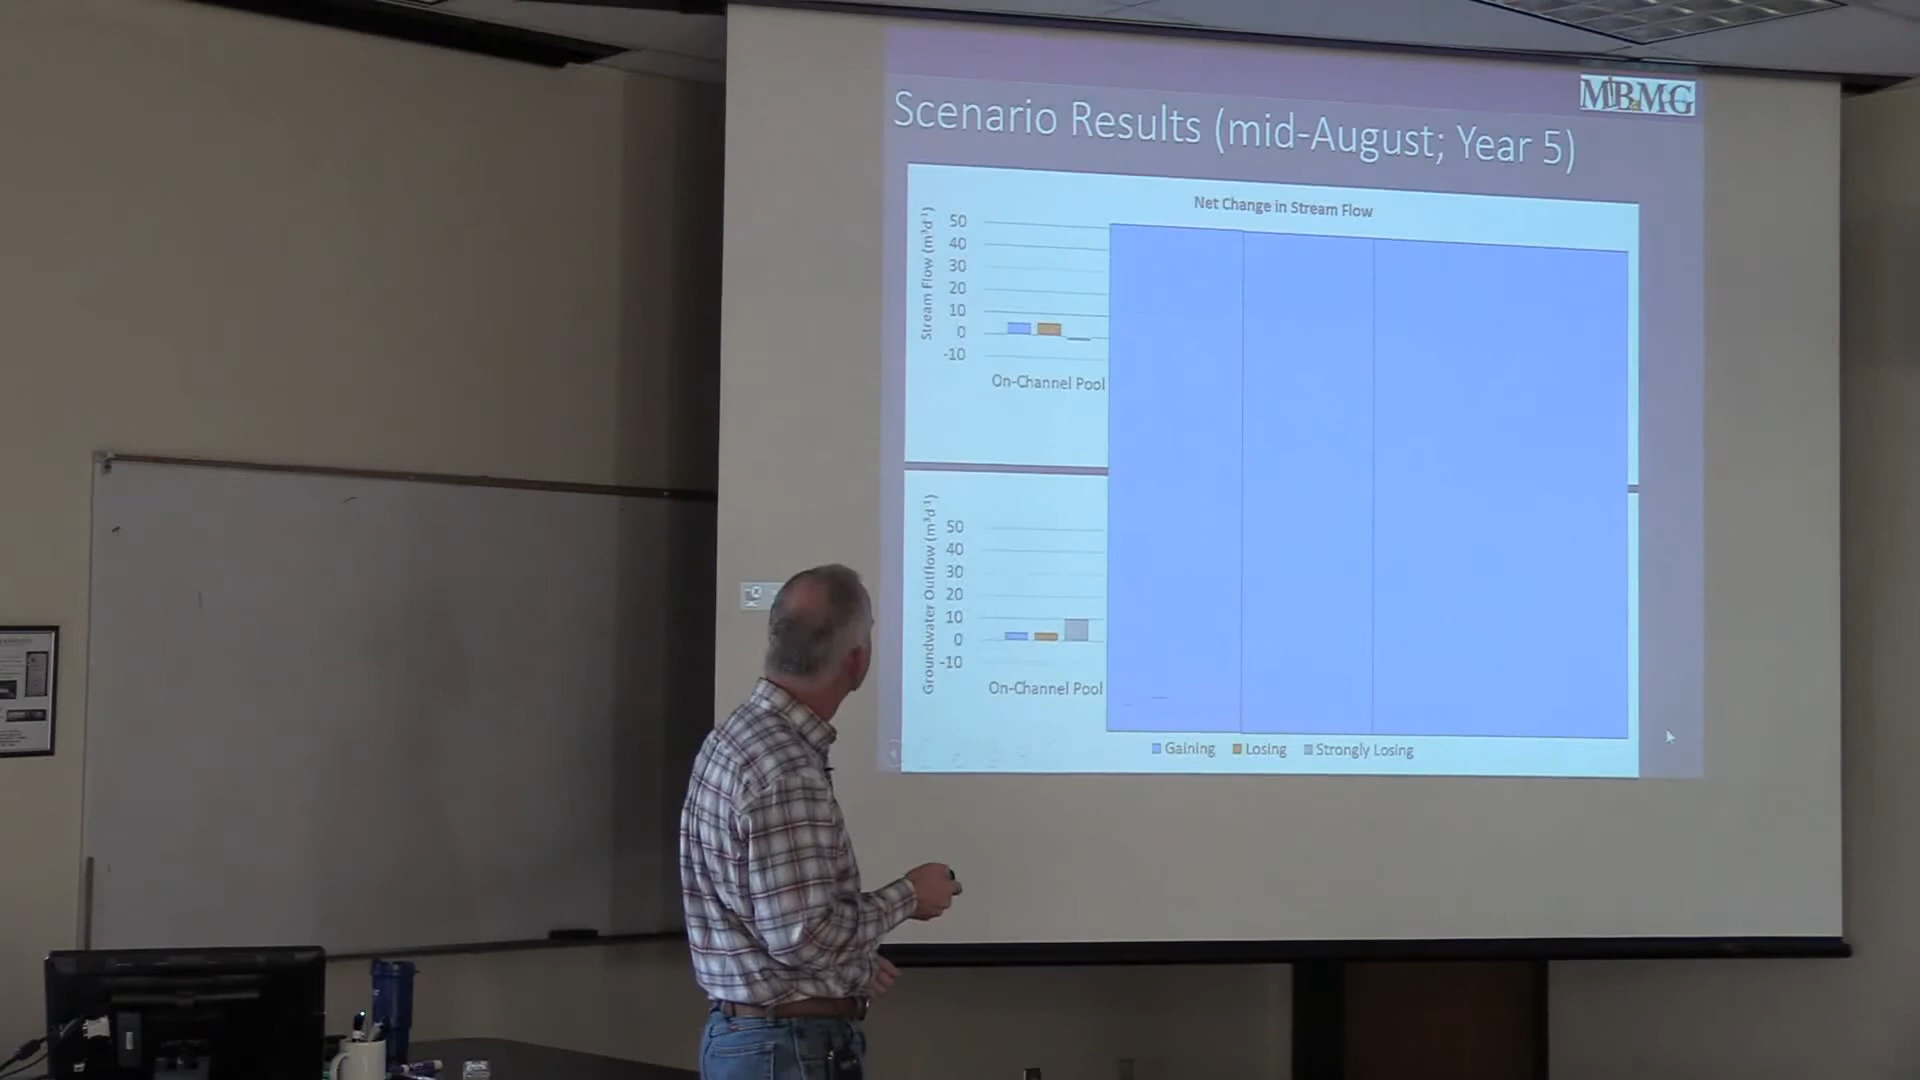 MBMG
Scenario Results (mid-August; Year 5)
Net Change in Stream Flow
Stream Flow (m³d⁻¹)
50
40
30
20
10
0
-10
On-Channel Pool
Groundwater Outflow (m³d⁻¹)
50
40
30
20
10
0
-10
On-Channel Pool
Gaining Losing Strongly Losing